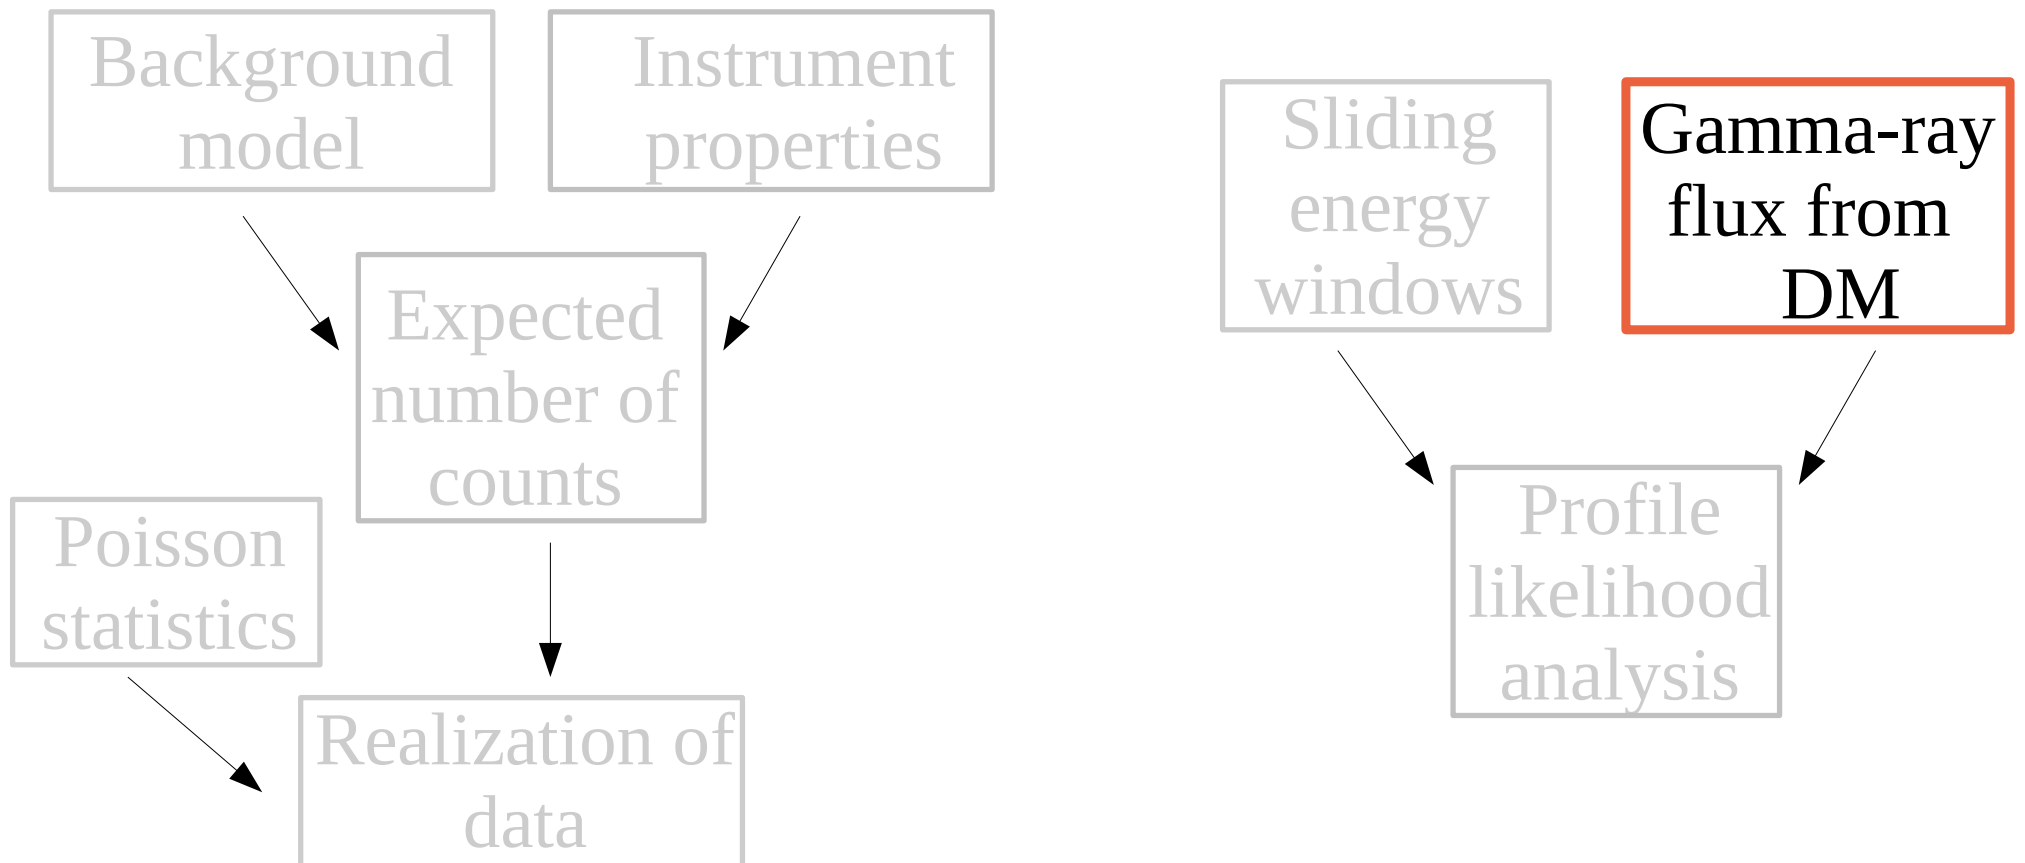 Background
model
Instrument
properties
Sliding
energy
windows
Gamma-ray
flux from
DM
Expected
number of
counts
Poisson
statistics
Profile
likelihood
analysis
Realization of
data